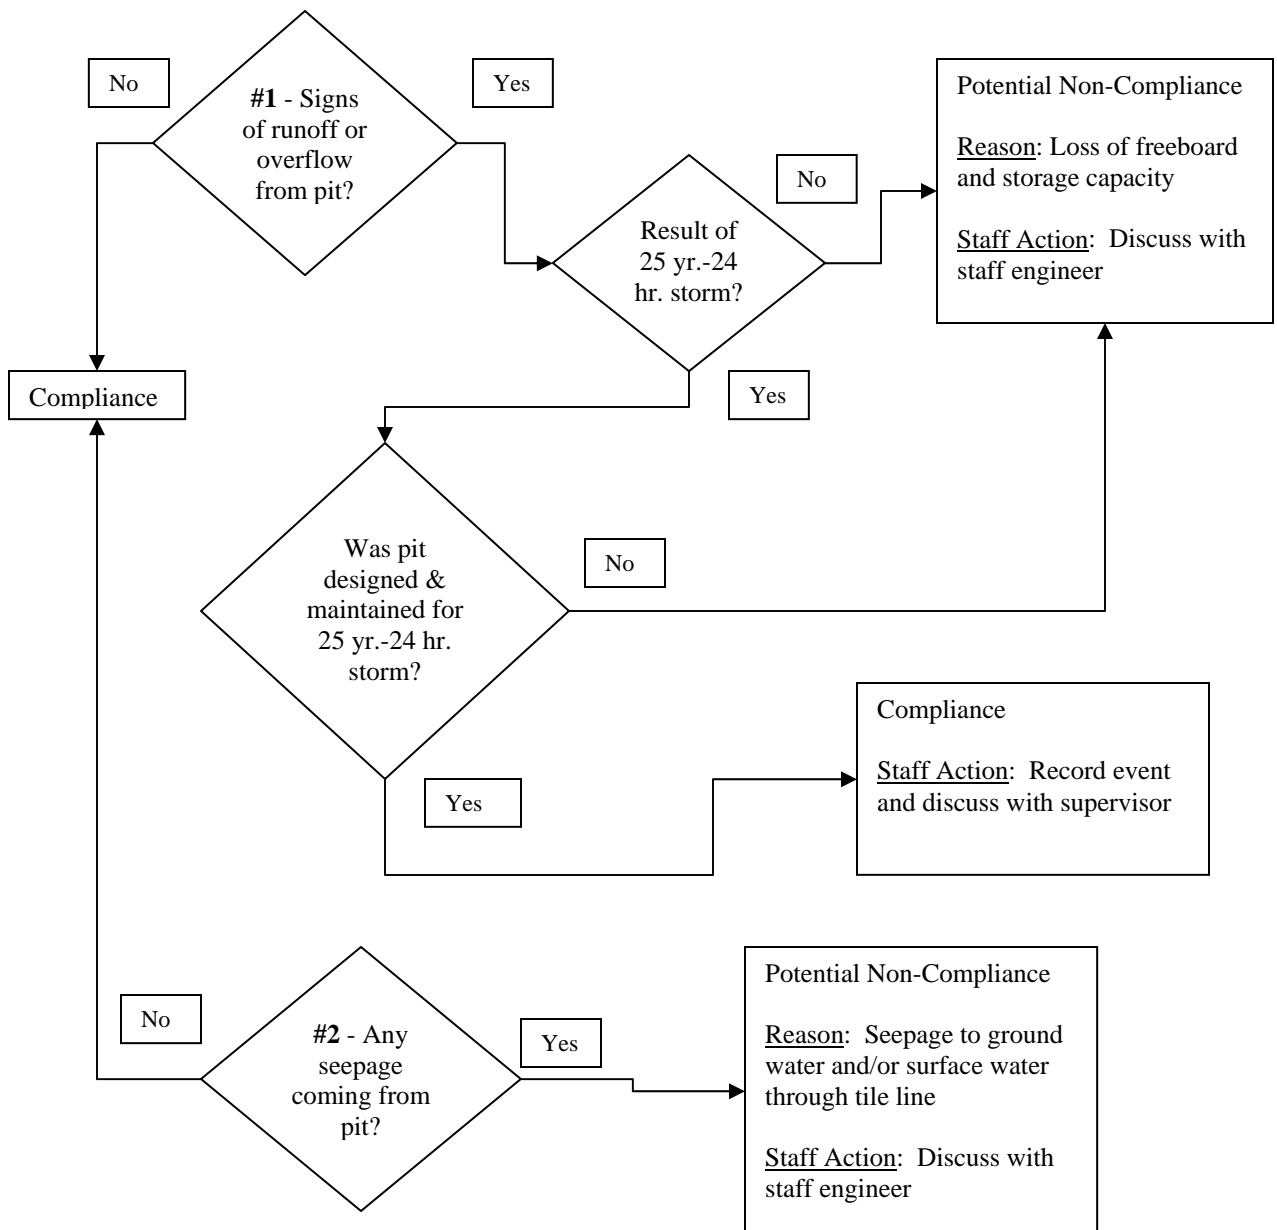 No
#1 - Signs
of runoff or
overflow
from pit?
Yes
Result of
25 yr.-24
hr. storm?
No
Potential Non-Compliance
Reason: Loss of freeboard
and storage capacity
Staff Action:  Discuss with
staff engineer
Compliance
Yes
Was pit
designed &
maintained for
25 yr.-24 hr.
storm?
No
Yes
Compliance
Staff Action:  Record event
and discuss with supervisor
No
#2 - Any
seepage
coming from
pit?
Yes
Potential Non-Compliance
Reason:  Seepage to ground
water and/or surface water
through tile line
Staff Action:  Discuss with
staff engineer